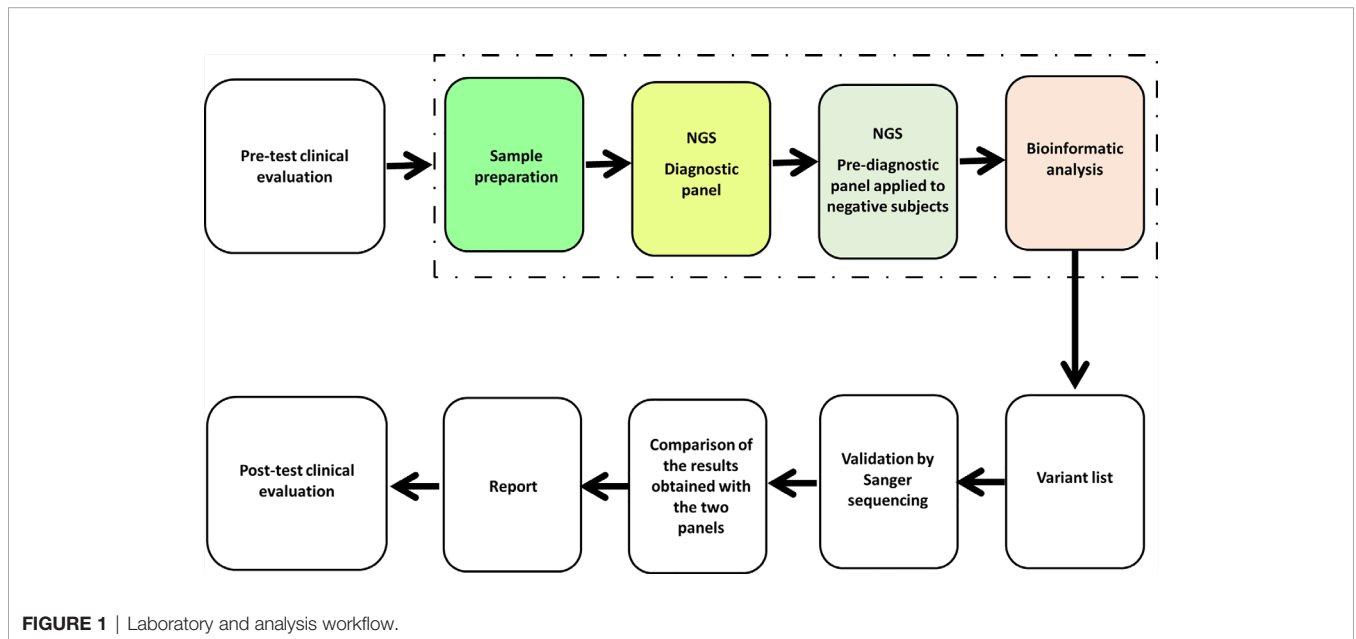 Pre-test clinical
evaluation
Sample
preparation
NGS
Diagnostic
panel
NGS
Pre-diagnostic
panel applied to
negative subjects
Bioinformatic
analysis
Variant list
Validation by
Sanger
sequencing
Comparison of
the results
obtained with
the two
panels
Report
Post-test clinical
evaluation
FIGURE 1 | Laboratory and analysis workflow.